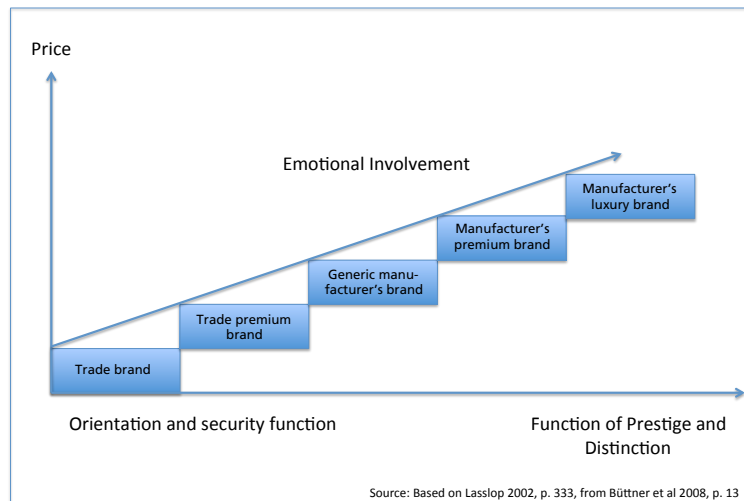 Price
Emotional Involvement
Manufacturer's
luxury brand
Manufacturer's
premium brand
Generic manu-
facturer's brand
Trade premium
brand
Trade brand
Orientation and security function
Function of Prestige and
Distinction
Source: Based on Lasslop 2002, p. 333, from Büttner et al 2008, p. 13